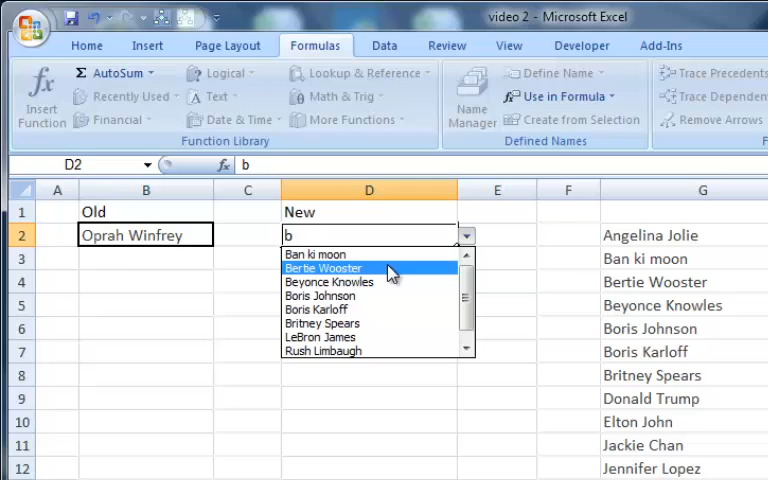 video 2 - Microsoft Excel
Home Insert Page Layout Formulas Data Review View Developer Add-Ins
fx Insert Function
Σ AutoSum
Recently Used
Financial
Logical
Text
Date & Time
Lookup & Reference
Math & Trig
More Functions
Function Library
Name Manager
Define Name
Use in Formula
Create from Selection
Defined Names
Trace Precedents
Trace Depender
Remove Arrows
F
D2 fx b
A B C D E F G
1 Old New
2 Oprah Winfrey b Angelina Jolie
3 Ban ki moon
4 Bertie Wooster
5 Beyonce Knowles
6 Boris Johnson
7 Boris Karloff
8 Britney Spears
9 Donald Trump
10 Elton John
11 Jackie Chan
12 Jennifer Lopez
Ban ki moon
Bertie Wooster
Beyonce Knowles
Boris Johnson
Boris Karloff
Britney Spears
LeBron James
Rush Limbaugh